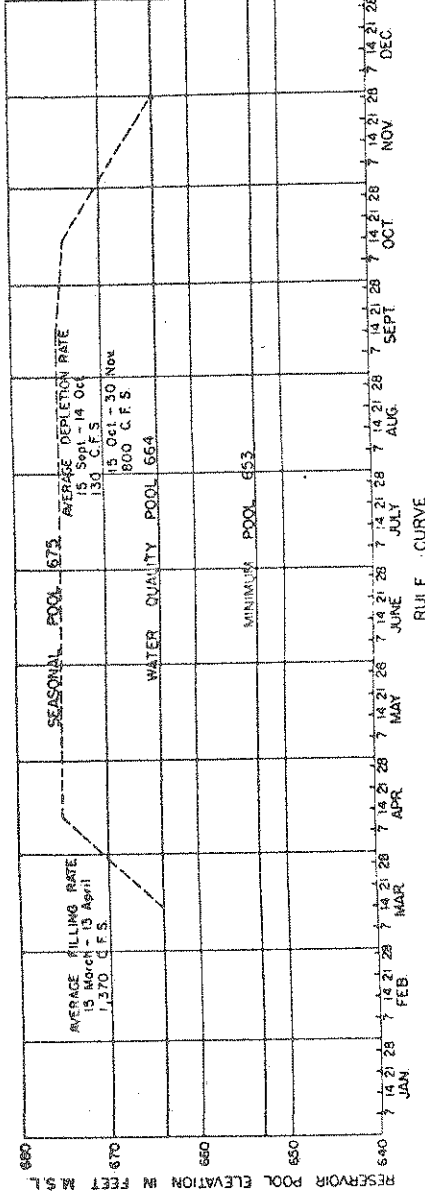 RESERVOIR POOL ELEVATION IN FEET M.S.L.
680
670
660
650
640
AVERAGE FILLING RATE
15 March - 13 April
1,370 C.F.S.
SEASONAL POOL 675
AVERAGE DEPLETION RATE
15 Sept - 14 Oct
130 C.F.S
15 Oct. - 30 Nov.
800 C.F.S.
WATER QUALITY POOL 664
MINIMUM POOL 653
7 14 21 28 7 14 21 28 7 14 21 28 7 14 21 28 7 14 21 28 7 14 21 28 7 14 21 28 7 14 21 28 7 14 21 28 7 14 21 28 7 14 21 28 7 14 21 28
JAN. FEB. MAR. APR. MAY JUNE JULY AUG. SEPT. OCT. NOV. DEC.
RULE CURVE